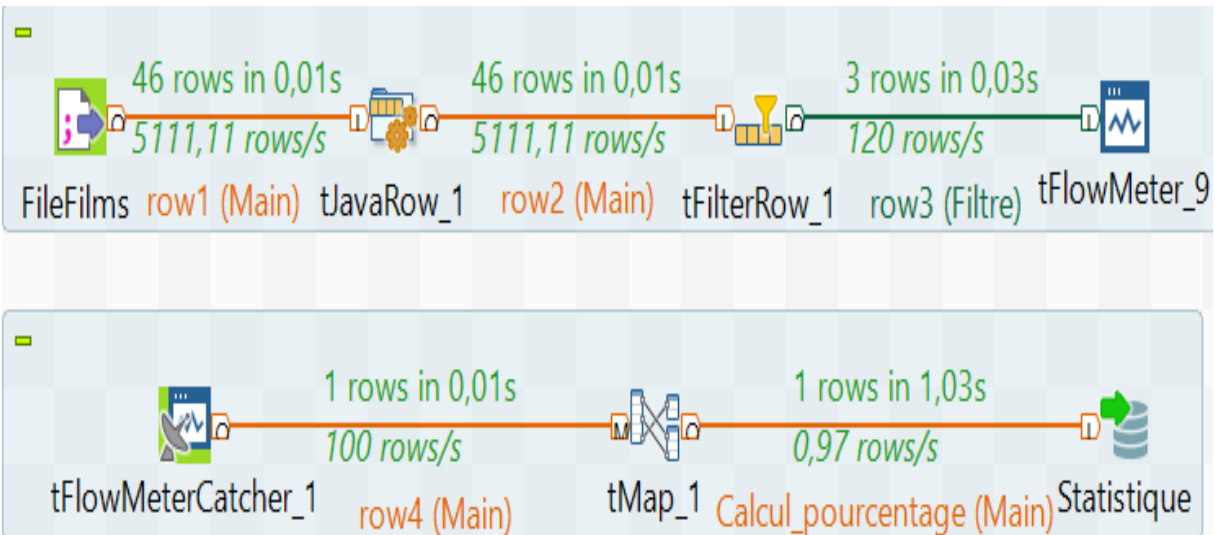 46 rows in 0,01s
5111,11 rows/s
46 rows in 0,01s
5111,11 rows/s
3 rows in 0,03s
120 rows/s
FileFilms
row1 (Main)
tJavaRow_1
row2 (Main)
tFilterRow_1
row3 (Filtre)
tFlowMeter_9
1 rows in 0,01s
100 rows/s
1 rows in 1,03s
0,97 rows/s
tFlowMeterCatcher_1
row4 (Main)
tMap_1
Calcul_pourcentage (Main)
Statistique